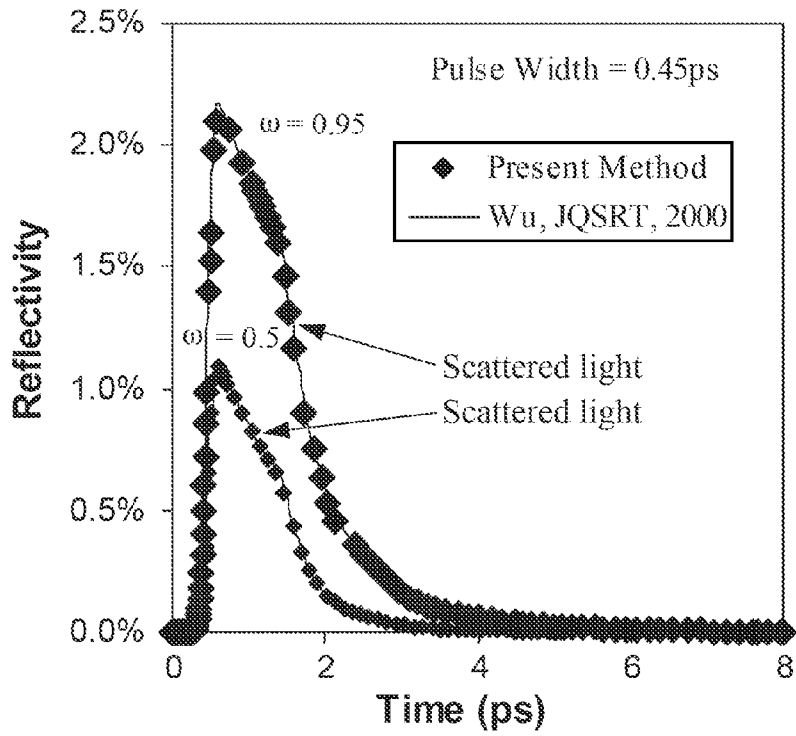 2.5%
Pulse Width = 0.45ps
ω = 0.95
2.0%
Present Method
Wu, JQSRT, 2000
1.5%
ω = 0.5
Scattered light
1.0%
Scattered light
0.5%
0.0%
Reflectivity
0 2 4 6 8
Time (ps)